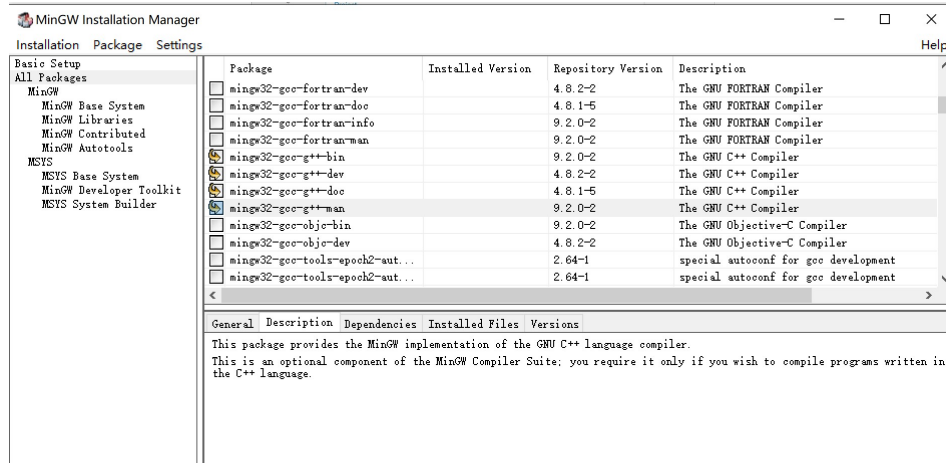 MinGW Installation Manager
Installation Package Settings Help
Basic Setup
All Packages
MinGW
MinGW Base System
MinGW Libraries
MinGW Contributed
MinGW Autotools
MSYS
MSYS Base System
MinGW Developer Toolkit
MSYS System Builder
Package Installed Version Repository Version Description
mingw32-gcc-fortran-dev 4.8.2-2 The GNU FORTRAN Compiler
mingw32-gcc-fortran-doc 4.8.1-5 The GNU FORTRAN Compiler
mingw32-gcc-fortran-info 9.2.0-2 The GNU FORTRAN Compiler
mingw32-gcc-fortran-man 9.2.0-2 The GNU FORTRAN Compiler
mingw32-gcc-g++-bin 9.2.0-2 The GNU C++ Compiler
mingw32-gcc-g++-dev 4.8.2-2 The GNU C++ Compiler
mingw32-gcc-g++-doc 4.8.1-5 The GNU C++ Compiler
mingw32-gcc-g++-man 9.2.0-2 The GNU C++ Compiler
mingw32-gcc-objc-bin 9.2.0-2 The GNU Objective-C Compiler
mingw32-gcc-objc-dev 4.8.2-2 The GNU Objective-C Compiler
mingw32-gcc-tools-epoch2-aut... 2.64-1 special autoconf for gcc development
mingw32-gcc-tools-epoch2-aut... 2.64-1 special autoconf for gcc development
General Description Dependencies Installed Files Versions
This package provides the MinGW implementation of the GNU C++ language compiler.
This is an optional component of the MinGW Compiler Suite; you require it only if you wish to compile programs written in
the C++ language.